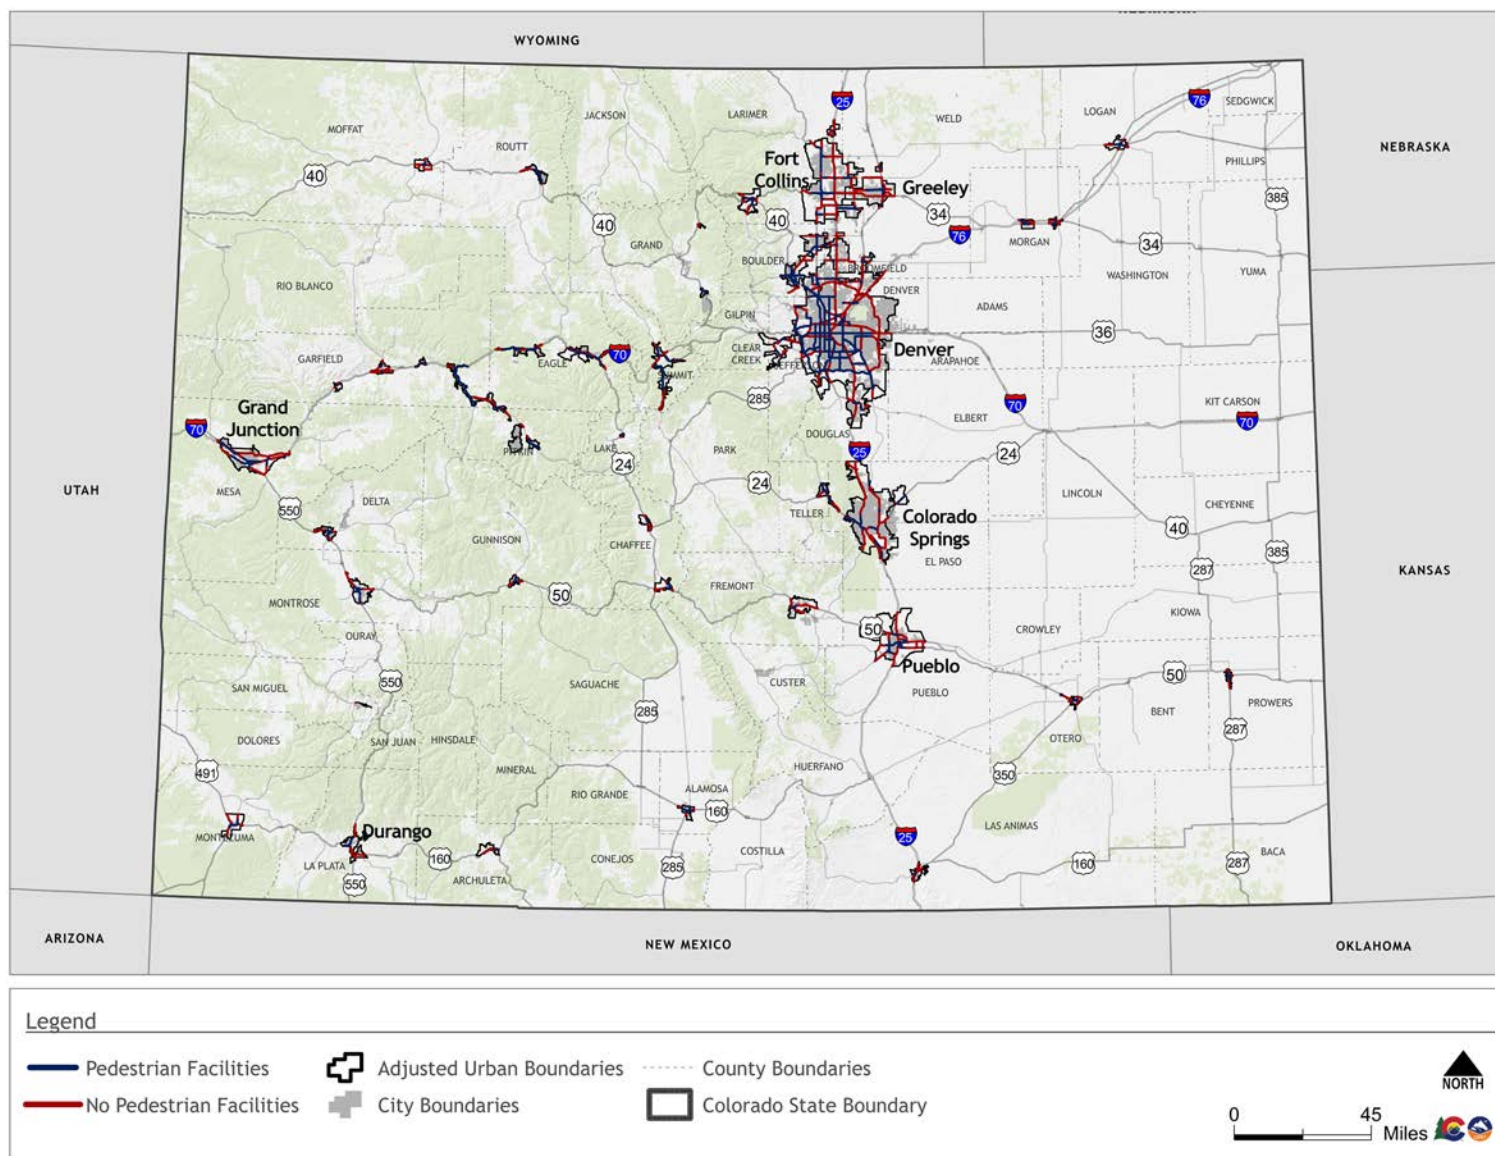 WYOMING
25
76
SEDGWICK
JACKSON
LARIMER
LOGAN
WELD
MOFFAT
ROUTT
NEBRASKA
PHILLIPS
Fort
Collins
40
Greeley
385
34
40
40
76
MORGAN
34
GRAND
BOULDER
BROOMFIELD
WASHINGTON
YUMA
RIO BLANCO
DENVER
ADAMS
GILPIN
36
CLEAR
CREEK
Denver
GARFIELD
EAGLE
70
ARAPAHOE
SUMMIT
285
70
KIT CARSON
Grand
Junction
ELBERT
70
70
DOUGLAS
PITKIN
LAKE
PARK
25
24
24
24
UTAH
MESA
LINCOLN
DELTA
550
TELLER
CHEYENNE
Colorado
Springs
40
GUNNISON
CHAFFEE
EL PASO
385
287
KANSAS
FREMONT
50
MONTROSE
KIOWA
50
CROWLEY
OURAY
Pueblo
50
550
SAN MIGUEL
SAGUACHE
CUSTER
PUEBLO
PROWERS
285
BENT
287
DOLORES
SAN JUAN
HINSDALE
OTERO
491
MINERAL
HUERFANO
350
RIO GRANDE
ALAMOSA
160
Durango
25
LAS ANIMAS
MONTEZUMA
LA PLATA
160
CONEJOS
COSTILLA
BACA
285
160
287
550
ARCHULETA
ARIZONA
NEW MEXICO
OKLAHOMA
Legend
Pedestrian Facilities
Adjusted Urban Boundaries
County Boundaries
No Pedestrian Facilities
City Boundaries
Colorado State Boundary
NORTH
0 45
Miles